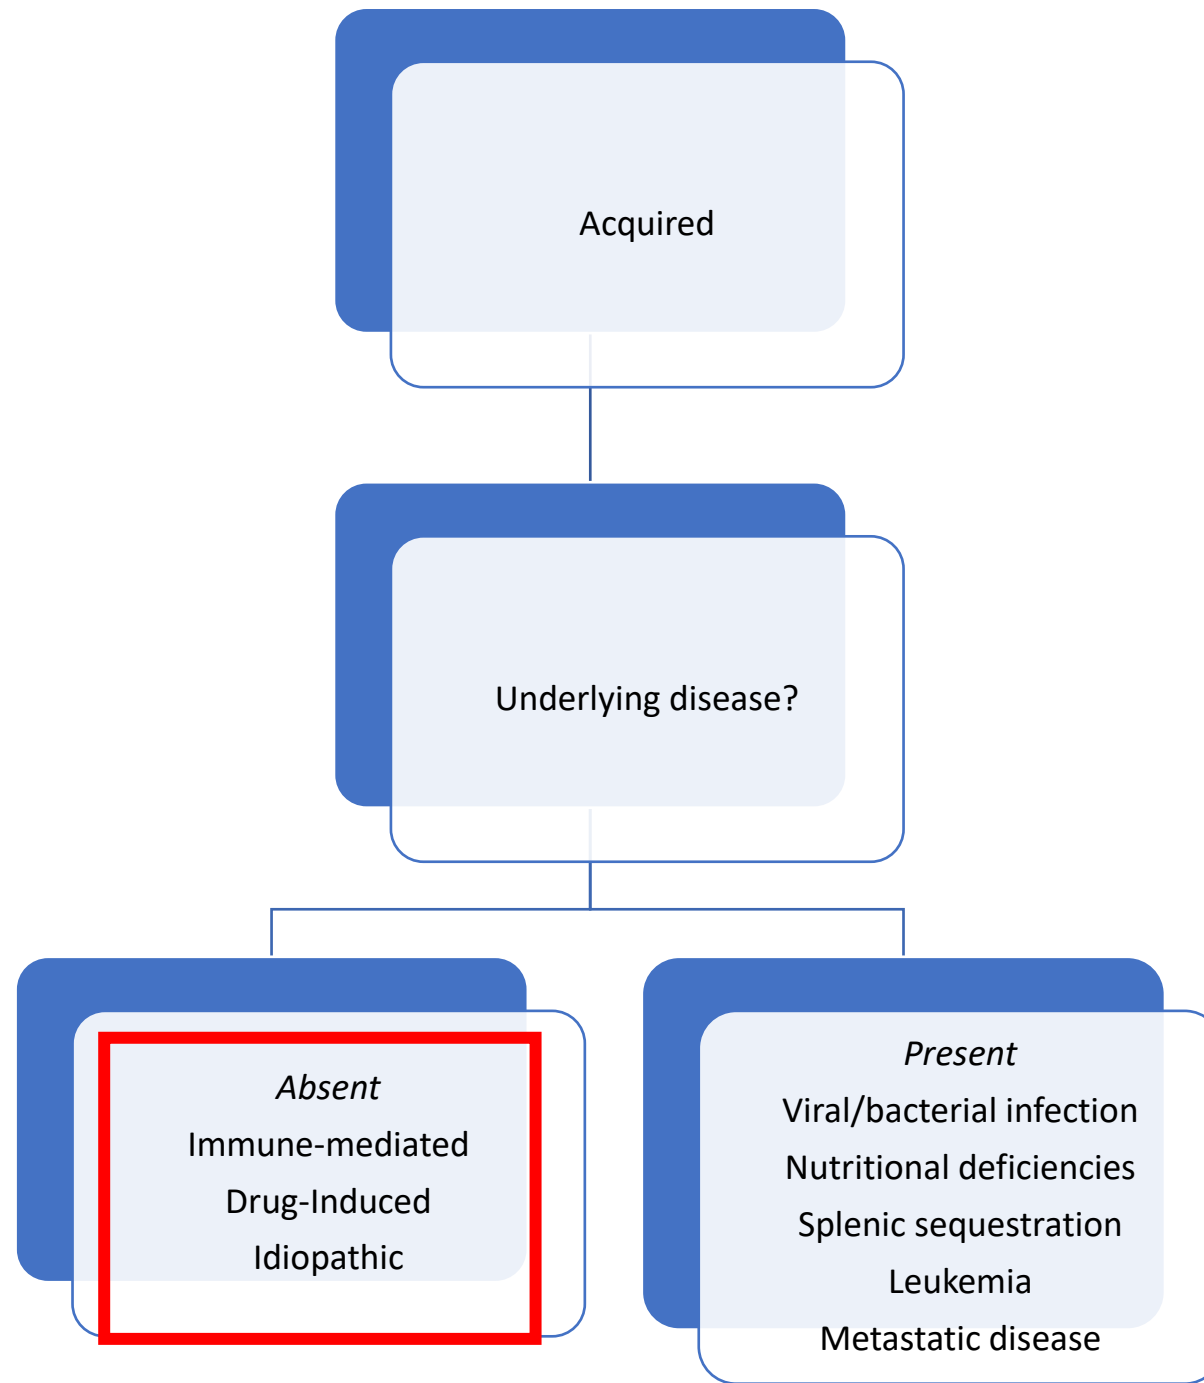 Acquired
Underlying disease?
Absent
Immune-mediated
Drug-Induced
Idiopathic
Present
Viral/bacterial infection
Nutritional deficiencies
Splenic sequestration
Leukemia
Metastatic disease